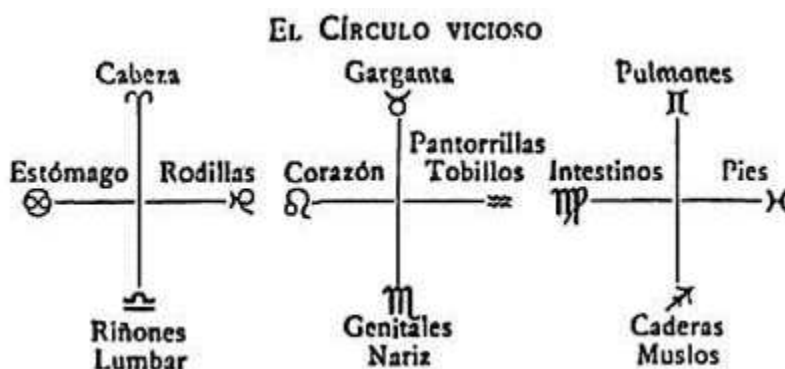 EL CÍRCULO VICIOSO
Cabeza
Garganta
Pulmones
Estómago
Rodillas
Corazón
Pantorrillas
Tobillos
Intestinos
Pies
Riñones
Lumbar
Genitales
Nariz
Caderas
Muslos